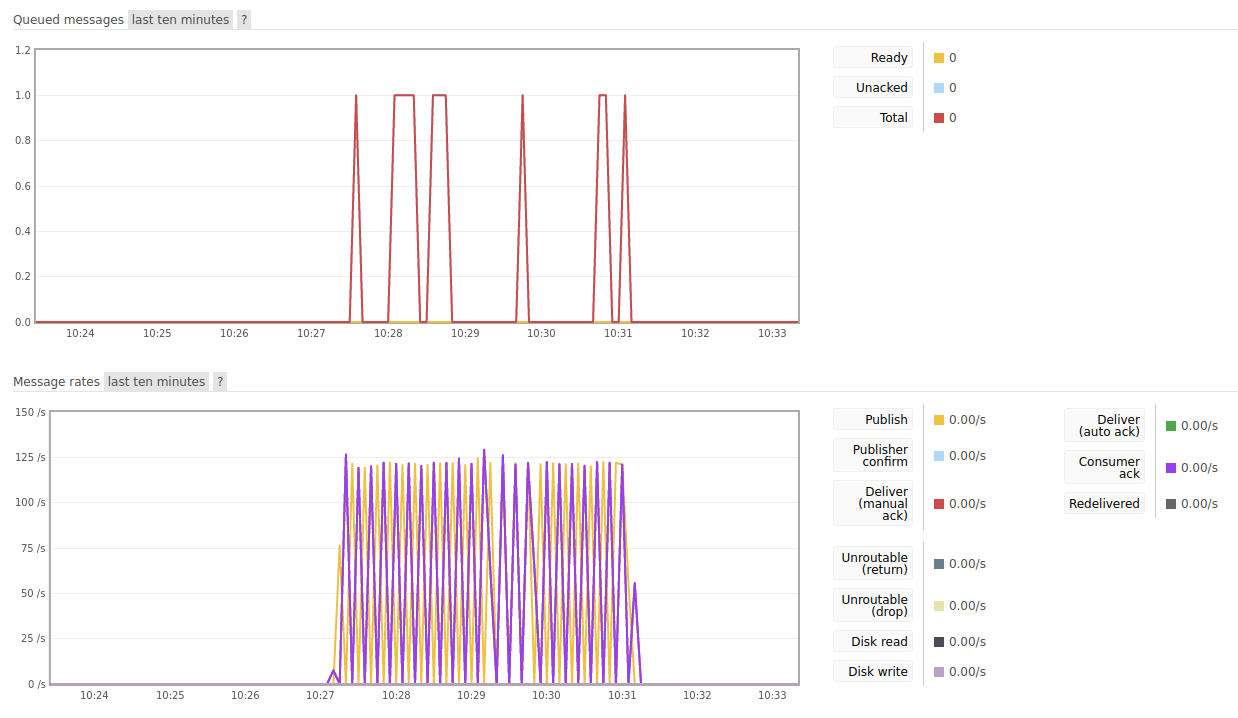 Queued messages last ten minutes ?
1.2
1.0
0.8
0.6
0.4
0.2
0.0
10:24 10:25 10:26 10:27 10:28 10:29 10:30 10:31 10:32 10:33
Ready 0
Unacked 0
Total 0
Message rates last ten minutes ?
150 /s
125 /s
100 /s
75 /s
50 /s
25 /s
0 /s
10:24 10:25 10:26 10:27 10:28 10:29 10:30 10:31 10:32 10:33
Publish 0.00/s
Publisher
confirm 0.00/s
Deliver
(manual 0.00/s
ack)
Deliver
(auto ack) 0.00/s
Consumer
ack 0.00/s
Redelivered 0.00/s
Unroutable
(return) 0.00/s
Unroutable
(drop) 0.00/s
Disk read 0.00/s
Disk write 0.00/s